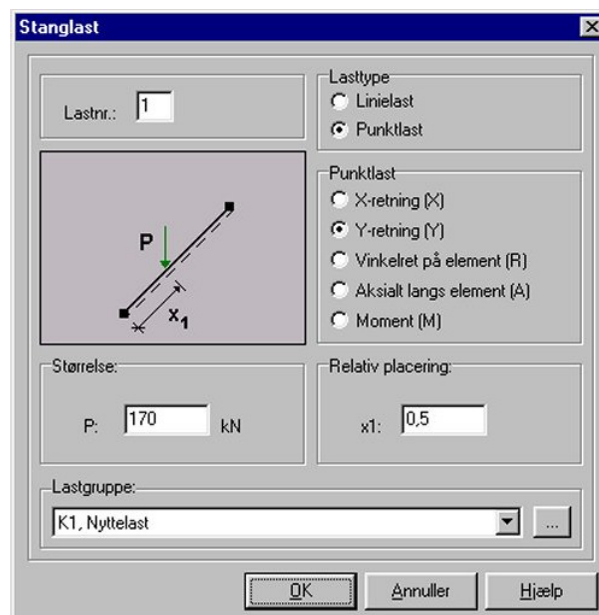 Stanglast
Lastnr.: 1
Lasttype
Linielast
Punktlast
P
x1
Punktlast
X-retning (X)
Y-retning (Y)
Vinkelret på element (R)
Aksialt langs element (A)
Moment (M)
Størrelse:
P: 170 kN
Relativ placering:
x1: 0,5
Lastgruppe:
K1, Nyttelast
...
OK Annuller Hjælp